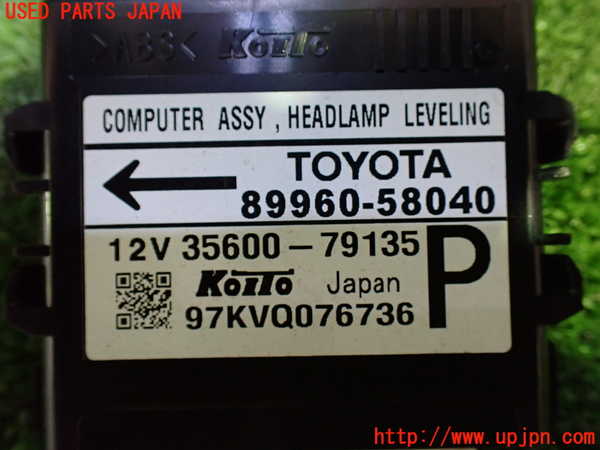 USED PARTS JAPAN
>ABS< KOITO
COMPUTER ASSY , HEADLAMP LEVELING
TOYOTA
89960-58040
12V 35600-79135
KOITO Japan
97KVQ076736
P
http://www.upjpn.com